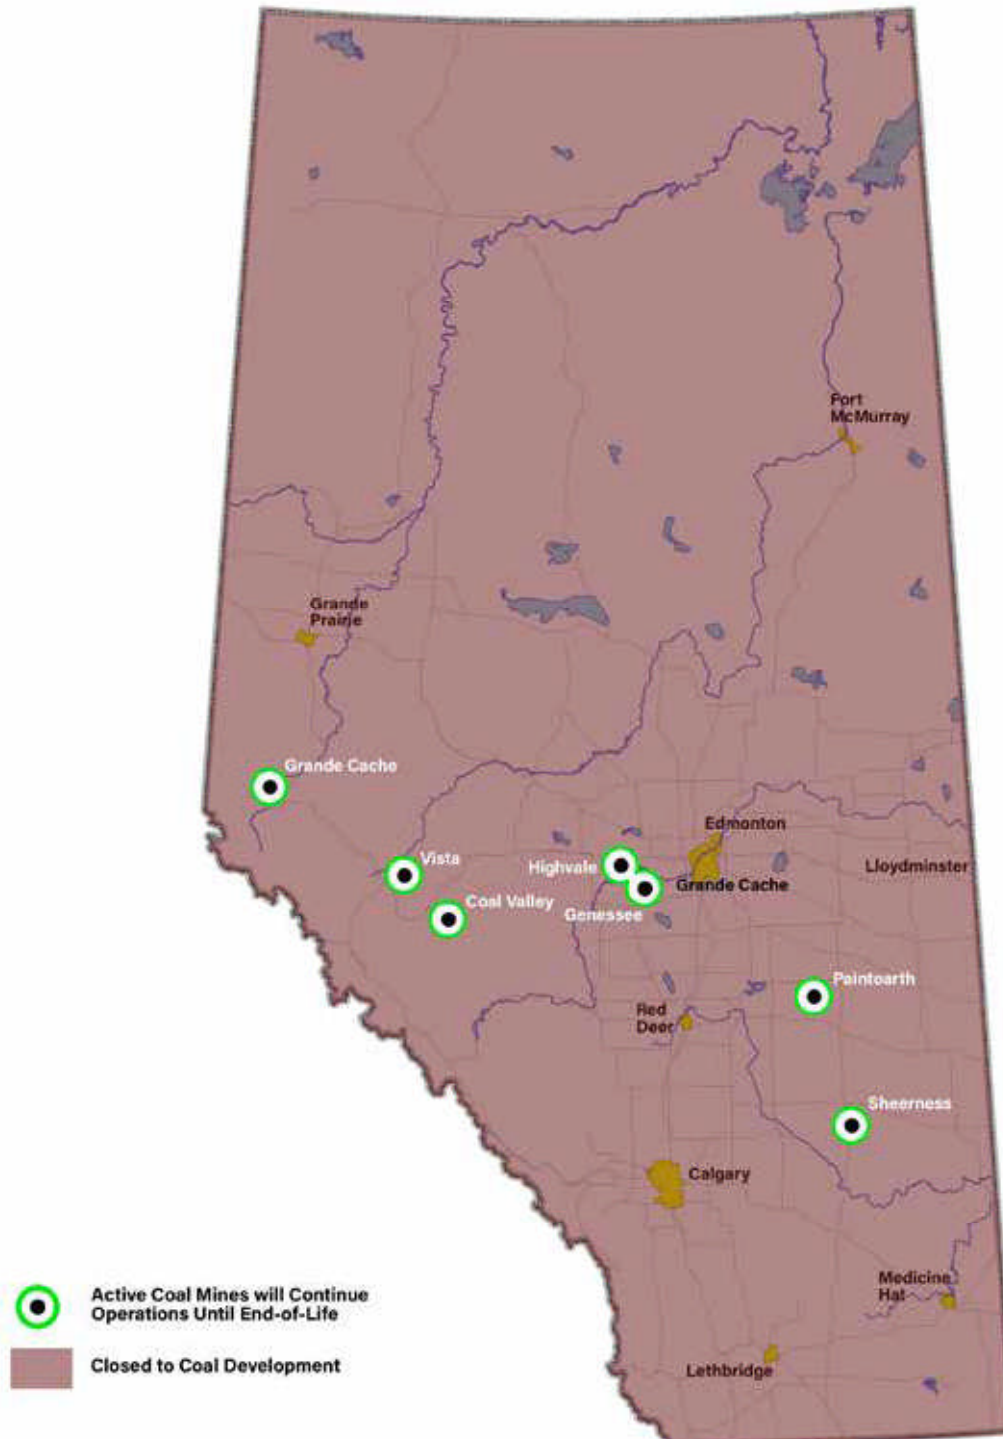 Fort
McMurray
Grande
Prairie
Grande Cache
Edmonton
Vista
Highvale
Lloydminster
Grande Cache
Coal Valley
Genessee
Paintoarth
Red
Deer
Sheerness
Calgary
Medicine
Hat
Active Coal Mines will Continue
Operations Until End-of-Life
Closed to Coal Development
Lethbridge